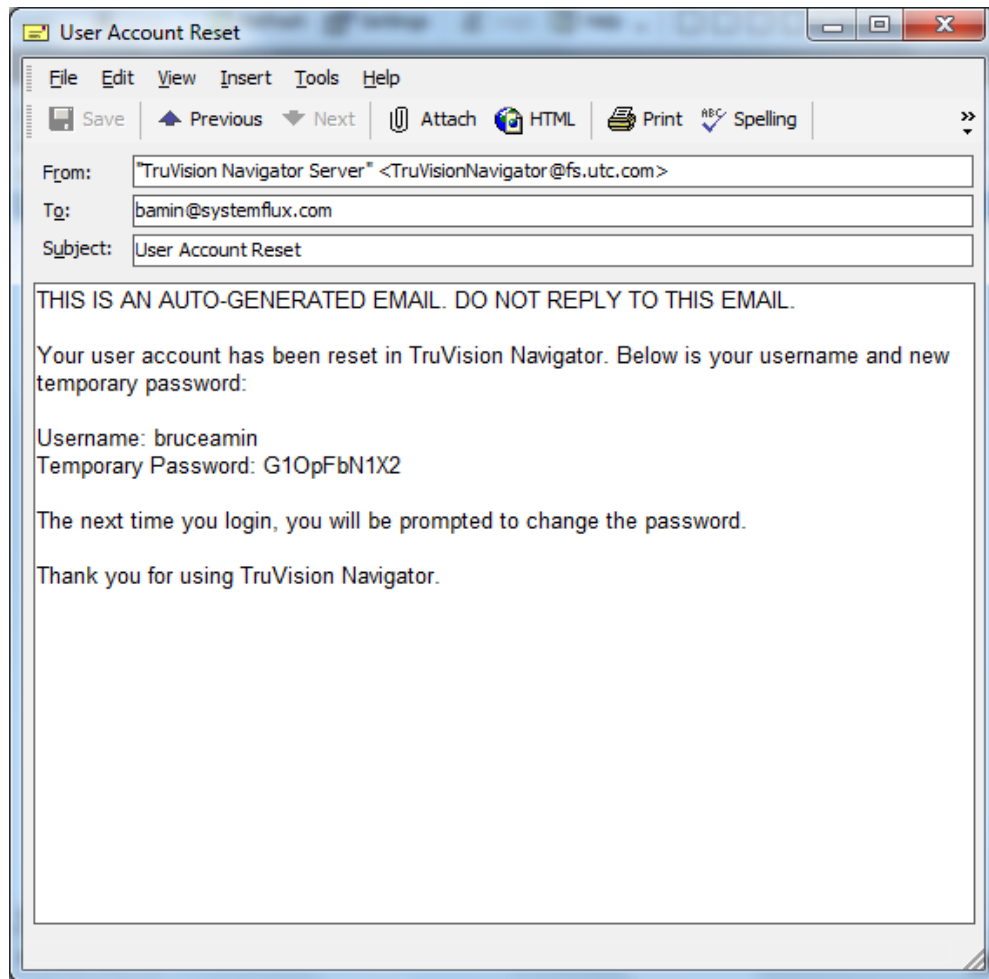 User Account Reset
File Edit View Insert Tools Help
Save Previous Next Attach HTML Print ABC Spelling »
From: "TruVision Navigator Server" <TruVisionNavigator@fs.utc.com>
To: bamin@systemflux.com
Subject: User Account Reset
THIS IS AN AUTO-GENERATED EMAIL. DO NOT REPLY TO THIS EMAIL.
Your user account has been reset in TruVision Navigator. Below is your username and new
temporary password:
Username: bruceamin
Temporary Password: G1OpFbN1X2
The next time you login, you will be prompted to change the password.
Thank you for using TruVision Navigator.